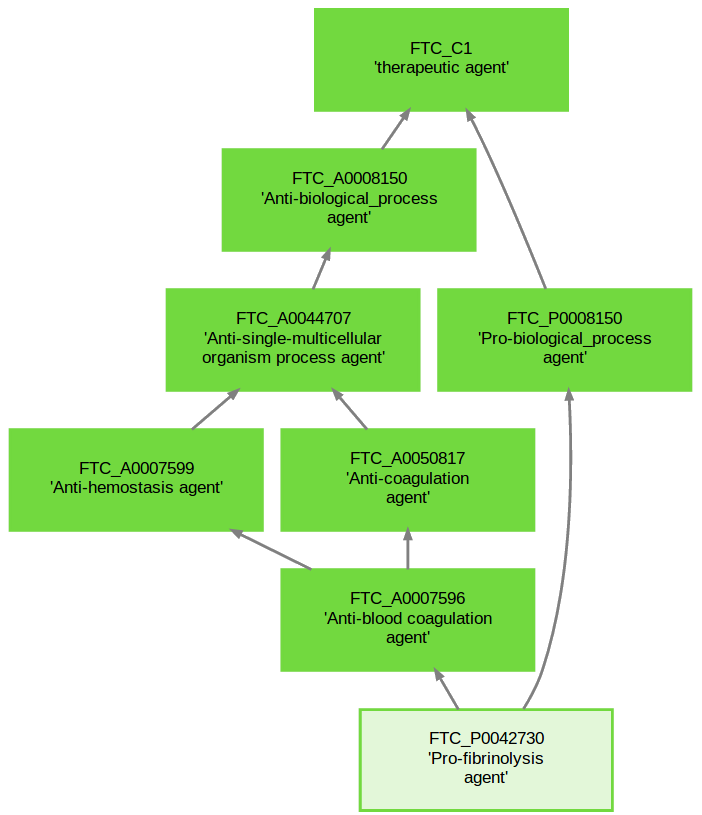 FTC_C1
'therapeutic agent'
FTC_A0008150
'Anti-biological_process
agent'
FTC_A0044707
'Anti-single-multicellular
organism process agent'
FTC_P0008150
'Pro-biological_process
agent'
FTC_A0007599
'Anti-hemostasis agent'
FTC_A0050817
'Anti-coagulation
agent'
FTC_A0007596
'Anti-blood coagulation
agent'
FTC_P0042730
'Pro-fibrinolysis
agent'